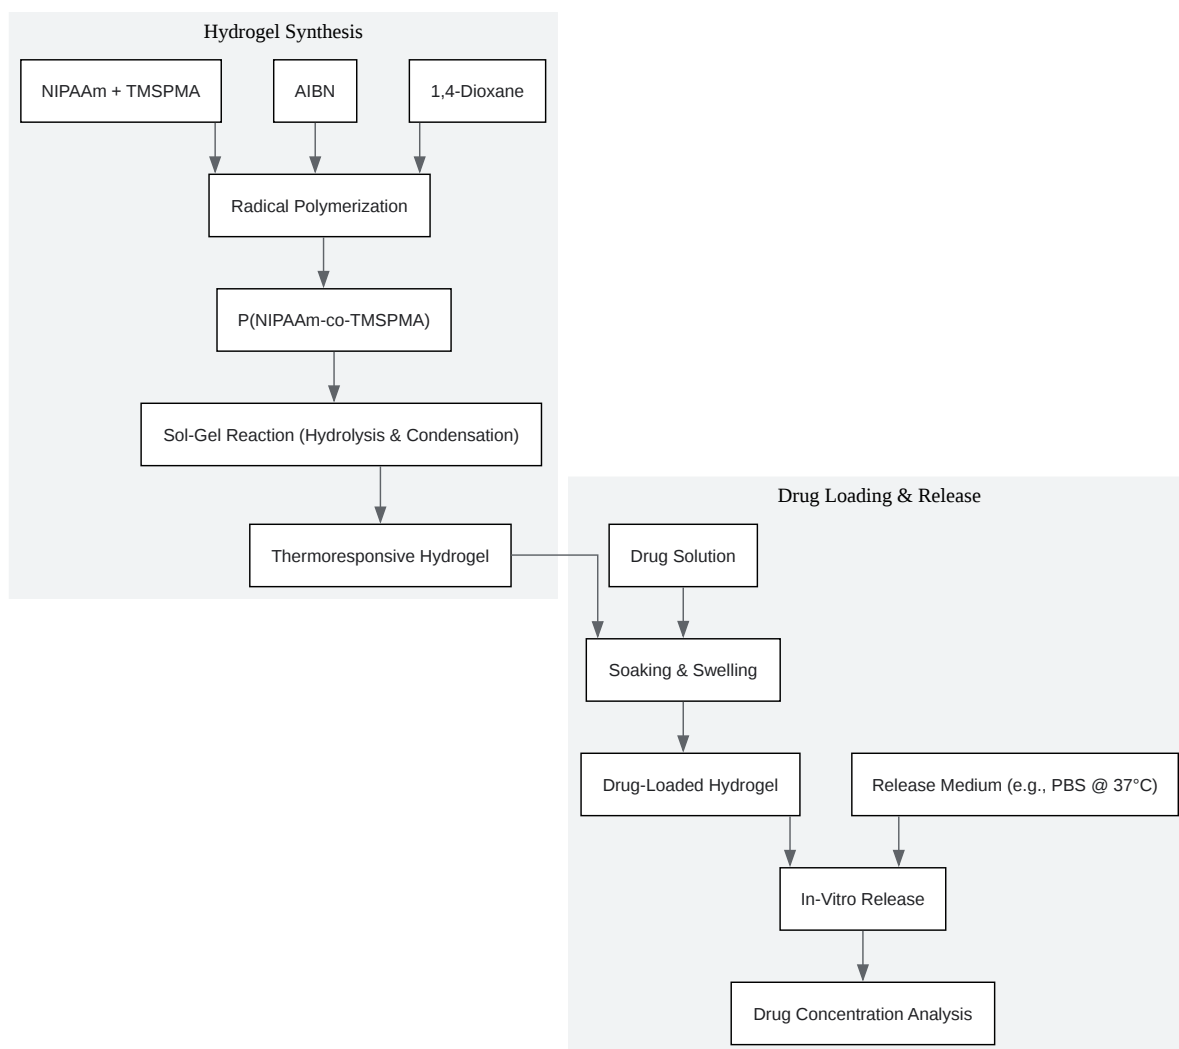 Hydrogel Synthesis
NIPAAm + TMSPMA
AIBN
1,4-Dioxane
Radical Polymerization
P(NIPAAm-co-TMSPMA)
Sol-Gel Reaction (Hydrolysis & Condensation)
Thermoresponsive Hydrogel
Drug Loading & Release
Drug Solution
Soaking & Swelling
Drug-Loaded Hydrogel
Release Medium (e.g., PBS @ 37°C)
In-Vitro Release
Drug Concentration Analysis